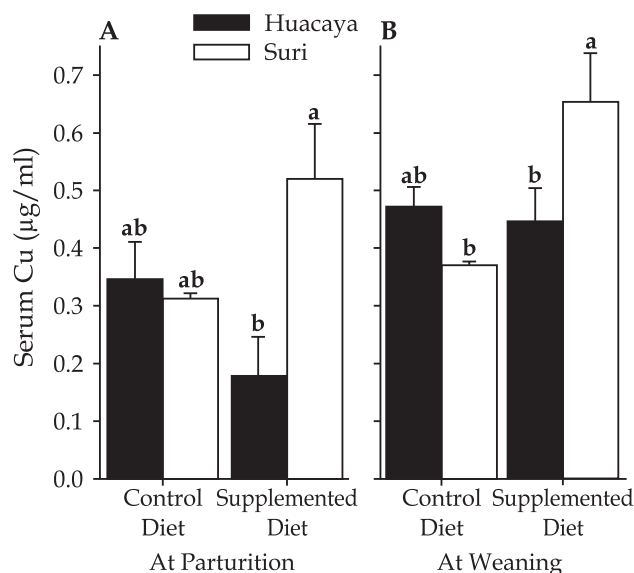 A
Huacaya
Suri
B
Serum Cu (μg/ml)
0.7
0.6
0.5
0.4
0.3
0.2
0.1
0.0
ab
ab
b
a
ab
b
b
a
Control Diet
Supplemented Diet
Control Diet
Supplemented Diet
At Parturition
At Weaning